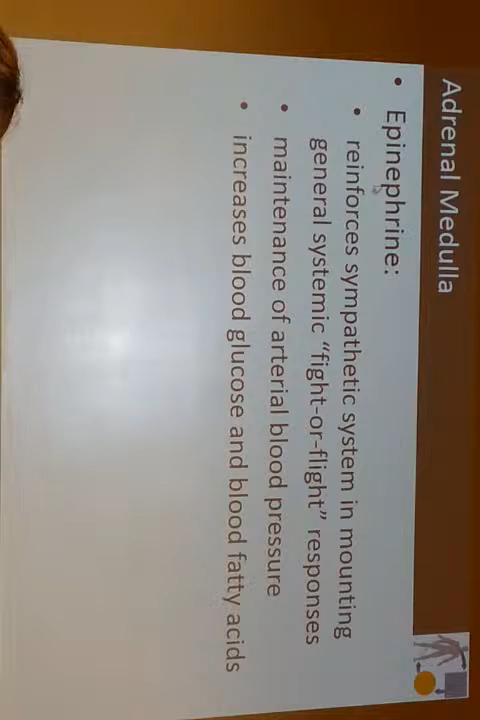 Adrenal Medulla
• Epinephrine:
• reinforces sympathetic system in mounting
general systemic "fight-or-flight" responses
• maintenance of arterial blood pressure
• increases blood glucose and blood fatty acids